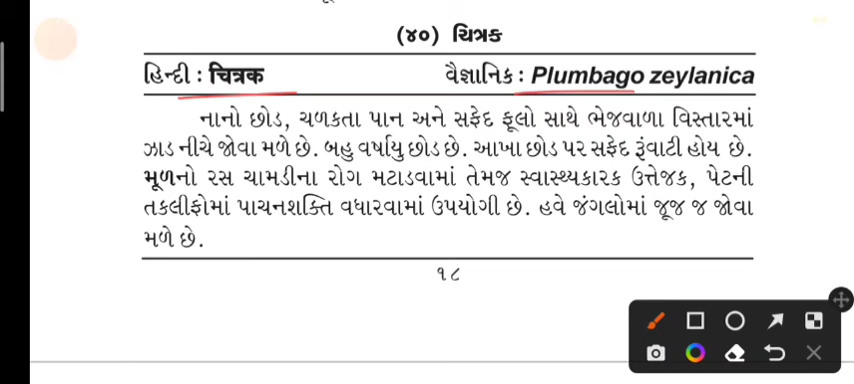 (૪૦) ચિત્રક
હિન્દી : चित्रक વૈજ્ઞાનિક : Plumbago zeylanica
નાનો છોડ, ચળકતા પાન અને સફેદ ફૂલો સાથે ભેજવાળા વિસ્તારમાં
ઝાડ નીચે જોવા મળે છે. બહુ વર્ષાયુ છોડ છે. આખા છોડ પર સફેદ રૂંવાટી હોય છે.
મૂળનો રસ ચામડીના રોગ મટાડવામાં તેમજ સ્વાસ્થ્યકારક ઉત્તેજક, પેટની
તકલીફોમાં પાચનશક્તિ વધારવામાં ઉપયોગી છે. હવે જંગલોમાં જૂજ જ જોવા
મળે છે.
૧૮